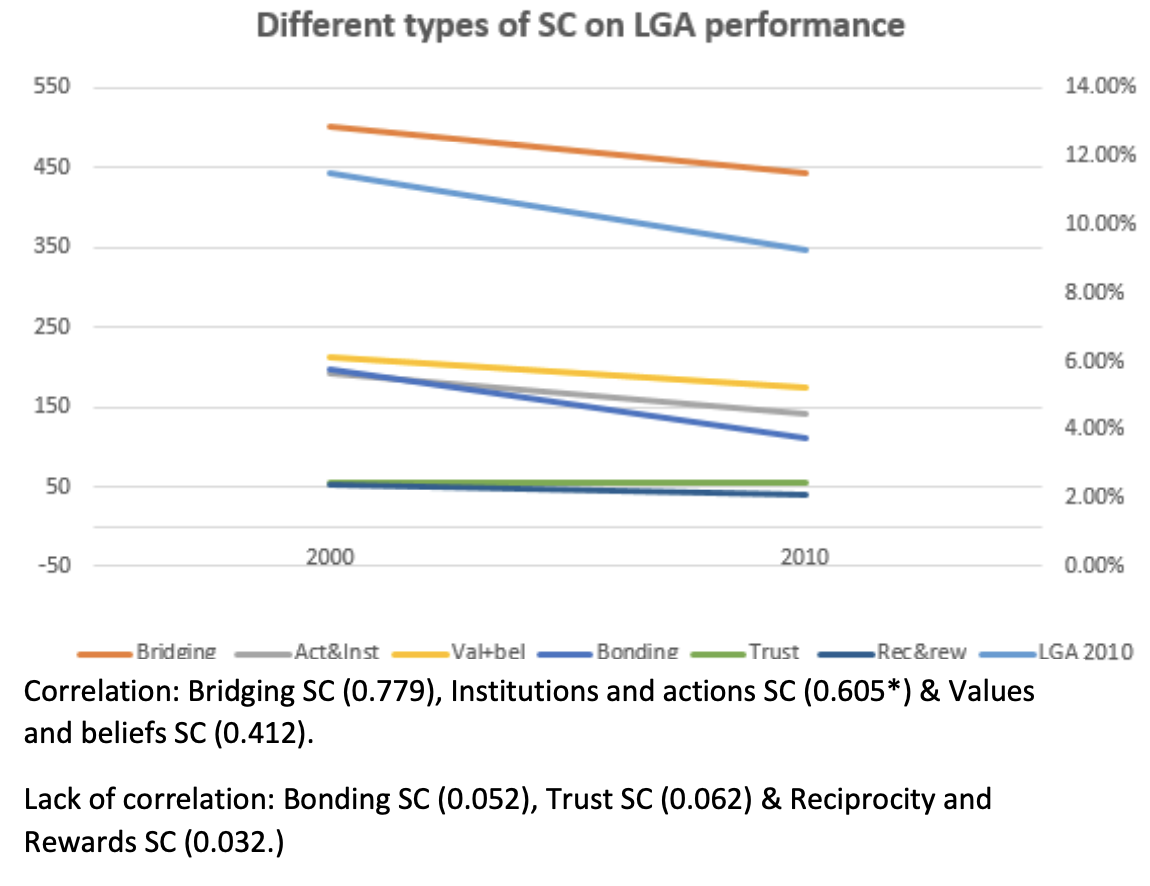 Different types of SC on LGA performance
550
450
350
250
150
50
-50
14.00%
12.00%
10.00%
8.00%
6.00%
4.00%
2.00%
0.00%
2000 2010
Bridging Act&Inst Val+bel Bonding Trust Rec&rew LGA 2010
Correlation: Bridging SC (0.779), Institutions and actions SC (0.605*) & Values
and beliefs SC (0.412).
Lack of correlation: Bonding SC (0.052), Trust SC (0.062) & Reciprocity and
Rewards SC (0.032.)